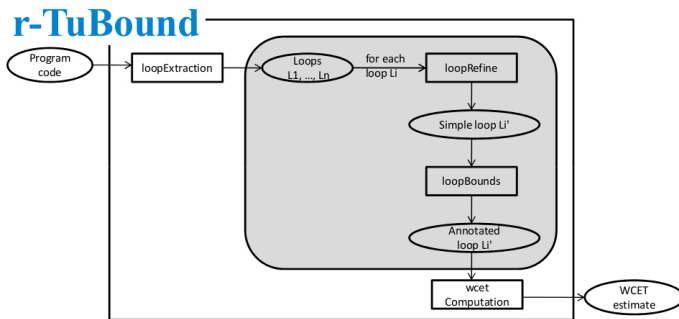 r-TuBound
Program
code
loopExtraction
Loops
L1, ..., Ln
for each
loop Li
loopRefine
Simple loop Li'
loopBounds
Annotated
loop Li'
wcet
Computation
WCET
estimate